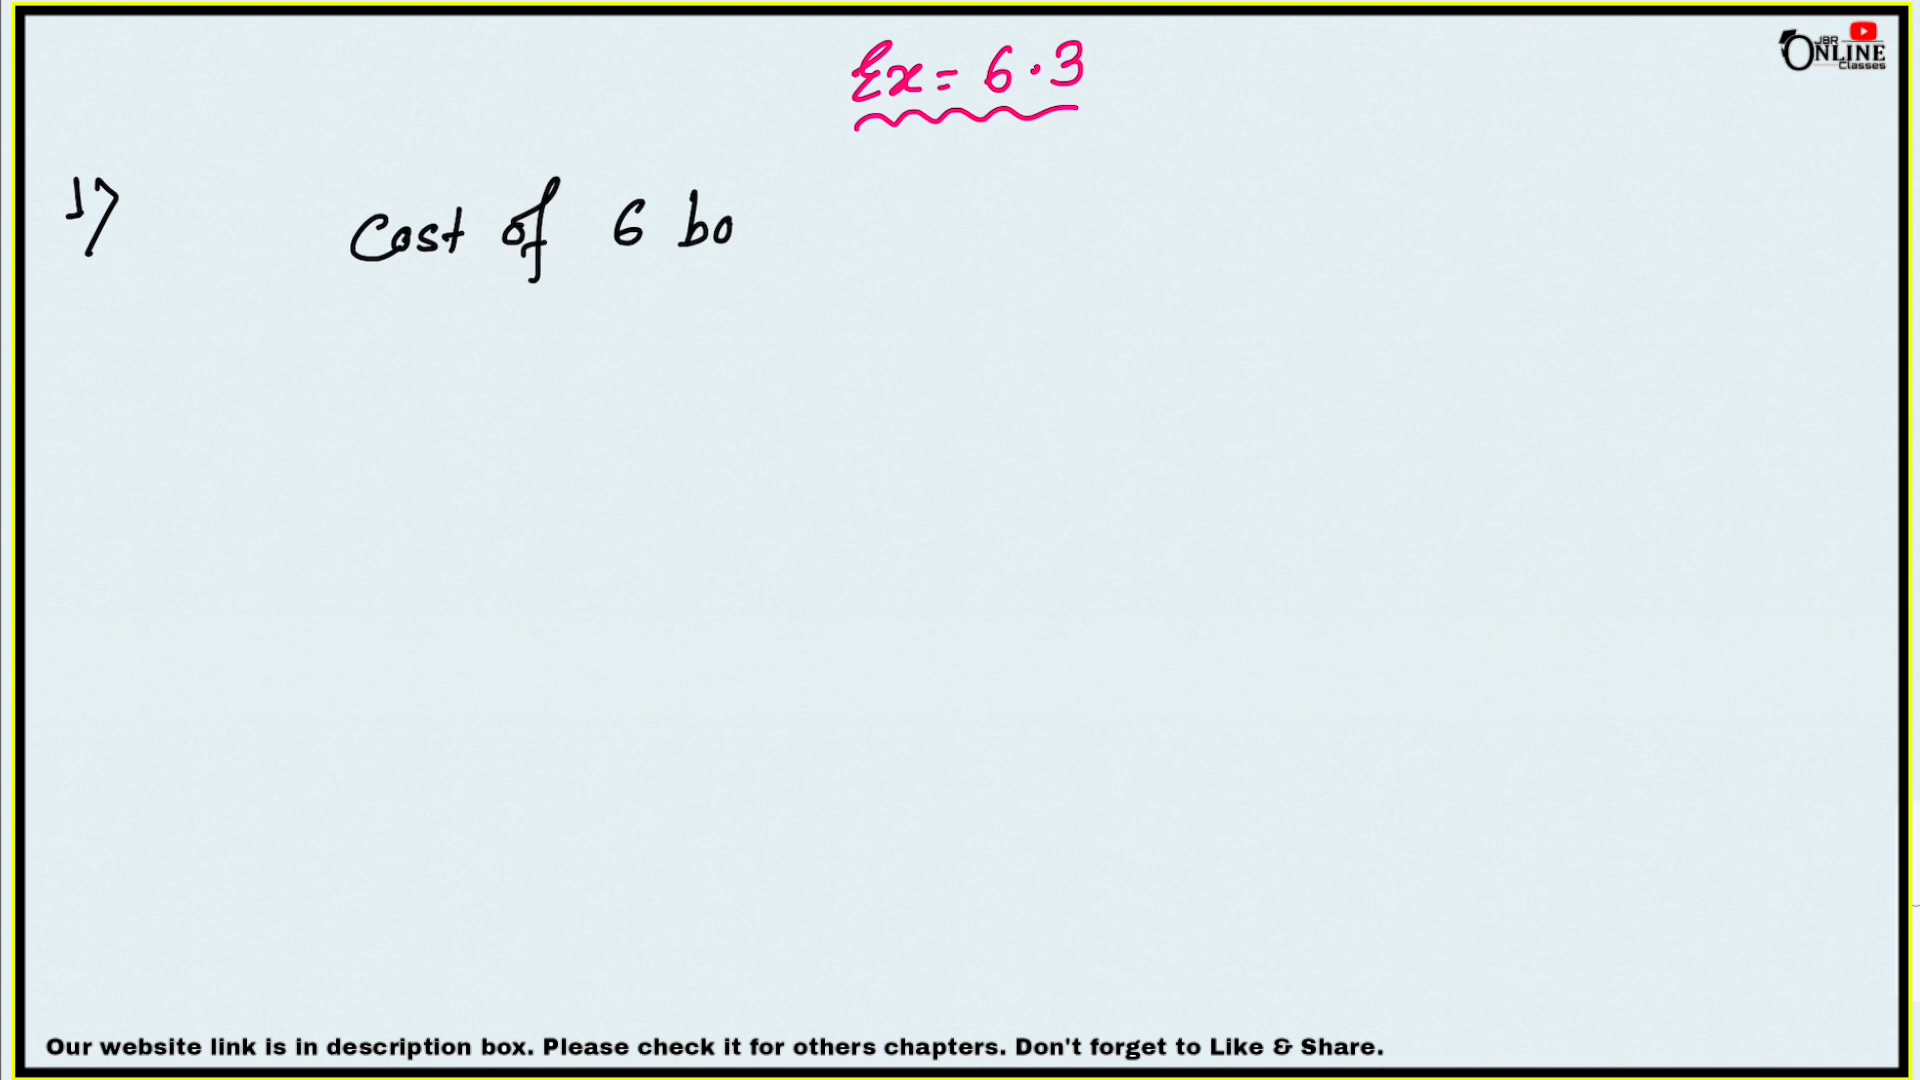 Ex = 6.3
JBR
ONLINE
Classes
1) Cost of 6 bo
Our website link is in description box. Please check it for others chapters. Don't forget to Like & Share.